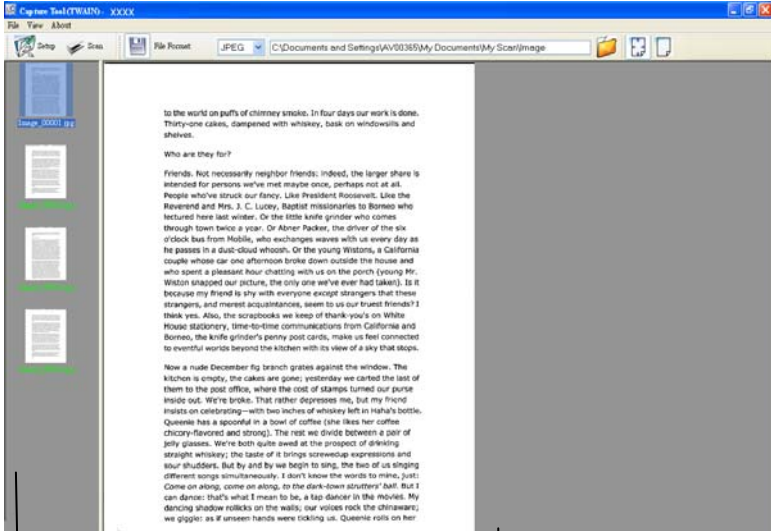 Capture Tool(TWAIN)- XXXX
File View About
Setup Scan File Format JPEG C:\Documents and Settings\AV00365\My Documents\My Scan\Image
Image_00001.jpg
to the world on puffs of chimney smoke. In four days our work is done.
Thirty-one cakes, dampened with whiskey, bask on windowsills and
shelves.
Who are they for?
Friends. Not necessarily neighbor friends: indeed, the larger share is
intended for persons we've met maybe once, perhaps not at all.
People who've struck our fancy. Like President Roosevelt. Like the
Reverend and Mrs. J. C. Lucey, Baptist missionaries to Borneo who
lectured here last winter. Or the little knife grinder who comes
through town twice a year. Or Abner Packer, the driver of the six
o'clock bus from Mobile, who exchanges waves with us every day as
he passes in a dust-cloud whoosh. Or the young Wistons, a California
couple whose car one afternoon broke down outside the house and
who spent a pleasant hour chatting with us on the porch (young Mr.
Wiston snapped our picture, the only one we've ever had taken). Is it
because my friend is shy with everyone except strangers that these
strangers, and merest acquaintances, seem to us our truest friends? I
think yes. Also, the scrapbooks we keep of thank-you's on White
House stationery, time-to-time communications from California and
Borneo, the knife grinder's penny post cards, make us feel connected
to eventful worlds beyond the kitchen with its view of a sky that stops.
Now a nude December fig branch grates against the window. The
kitchen is empty, the cakes are gone; yesterday we carted the last of
them to the post office, where the cost of stamps turned our purse
inside out. We're broke. That rather depresses me, but my friend
insists on celebrating—with two inches of whiskey left in Haha's bottle.
Queenie has a spoonful in a bowl of coffee (she likes her coffee
chicory-flavored and strong). The rest we divide between a pair of
jelly glasses. We're both quite awed at the prospect of drinking
straight whiskey; the taste of it brings screwedup expressions and
sour shudders. But by and by we begin to sing, the two of us singing
different songs simultaneously. I don't know the words to mine, just:
Come on along, come on along, to the dark-town strutters' ball. But I
can dance: that's what I mean to be, a tap dancer in the movies. My
dancing shadow rollicks on the walls; our voices rock the chinaware;
we giggle: as if unseen hands were tickling us. Queenie rolls on her